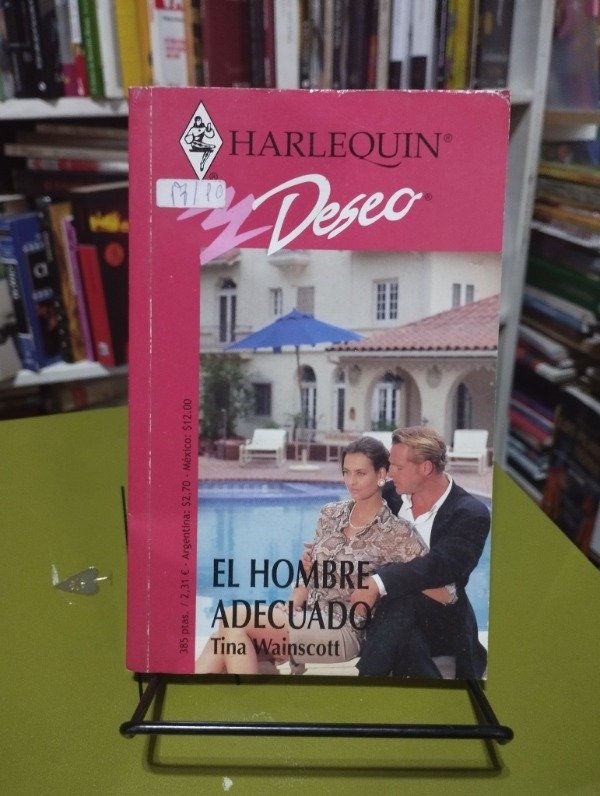 HARLEQUIN®
®
17/10
Deseo®
385 ptas. / 2,31 € - Argentina: $2.70 - México: $12.00
EL HOMBRE
ADECUADO
Tina Wainscott